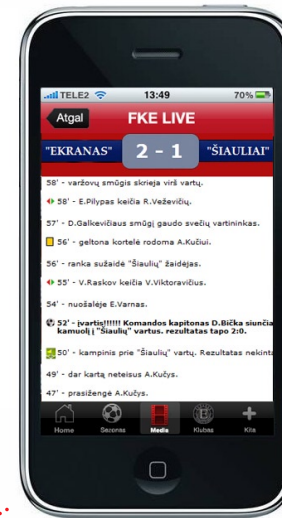 TELE2 13:49 70%
Atgal FKE LIVE
"EKRANAS" 2 - 1 "ŠIAULIAI"
58' - varžovų smūgis skrieja virš vartų.
58' - E.Pilypas keičia R.Veževičių.
57' - D.Galkevičiaus smūgį gaudo svečių vartininkas.
56' - geltona kortelė rodoma A.Kučiui.
56' - ranka sužaidė "Šiaulių" žaidėjas.
55' - V.Raskov keičia V.Viktoravičius.
54' - nuošalėje E.Varnas.
52' - įvartis!!!!!! Komandos kapitonas D.Bička siunčia
kamuolį į "Šiaulių" vartus. rezultatas tapo 2:0.
50' - kampinis prie "Šiaulių" vartų. Rezultatas nekint
49' - dar kartą neteisus A.Kučys.
47' - prasižengė A.Kučys.
Home Sezonas Media Klubas Kita